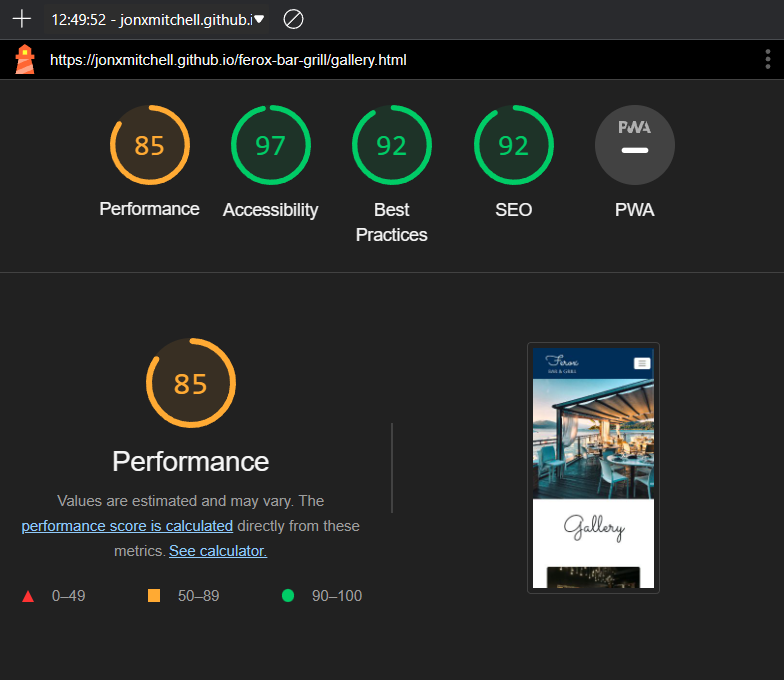 12:49:52 - jonxmitchell.github.i
https://jonxmitchell.github.io/ferox-bar-grill/gallery.html
85
97
92
92
PWA
Performance
Accessibility
Best
Practices
SEO
PWA
85
Performance
Values are estimated and may vary. The
performance score is calculated directly from these
metrics. See calculator.
0–49
50–89
90–100
Ferox
BAR & GRILL
Gallery